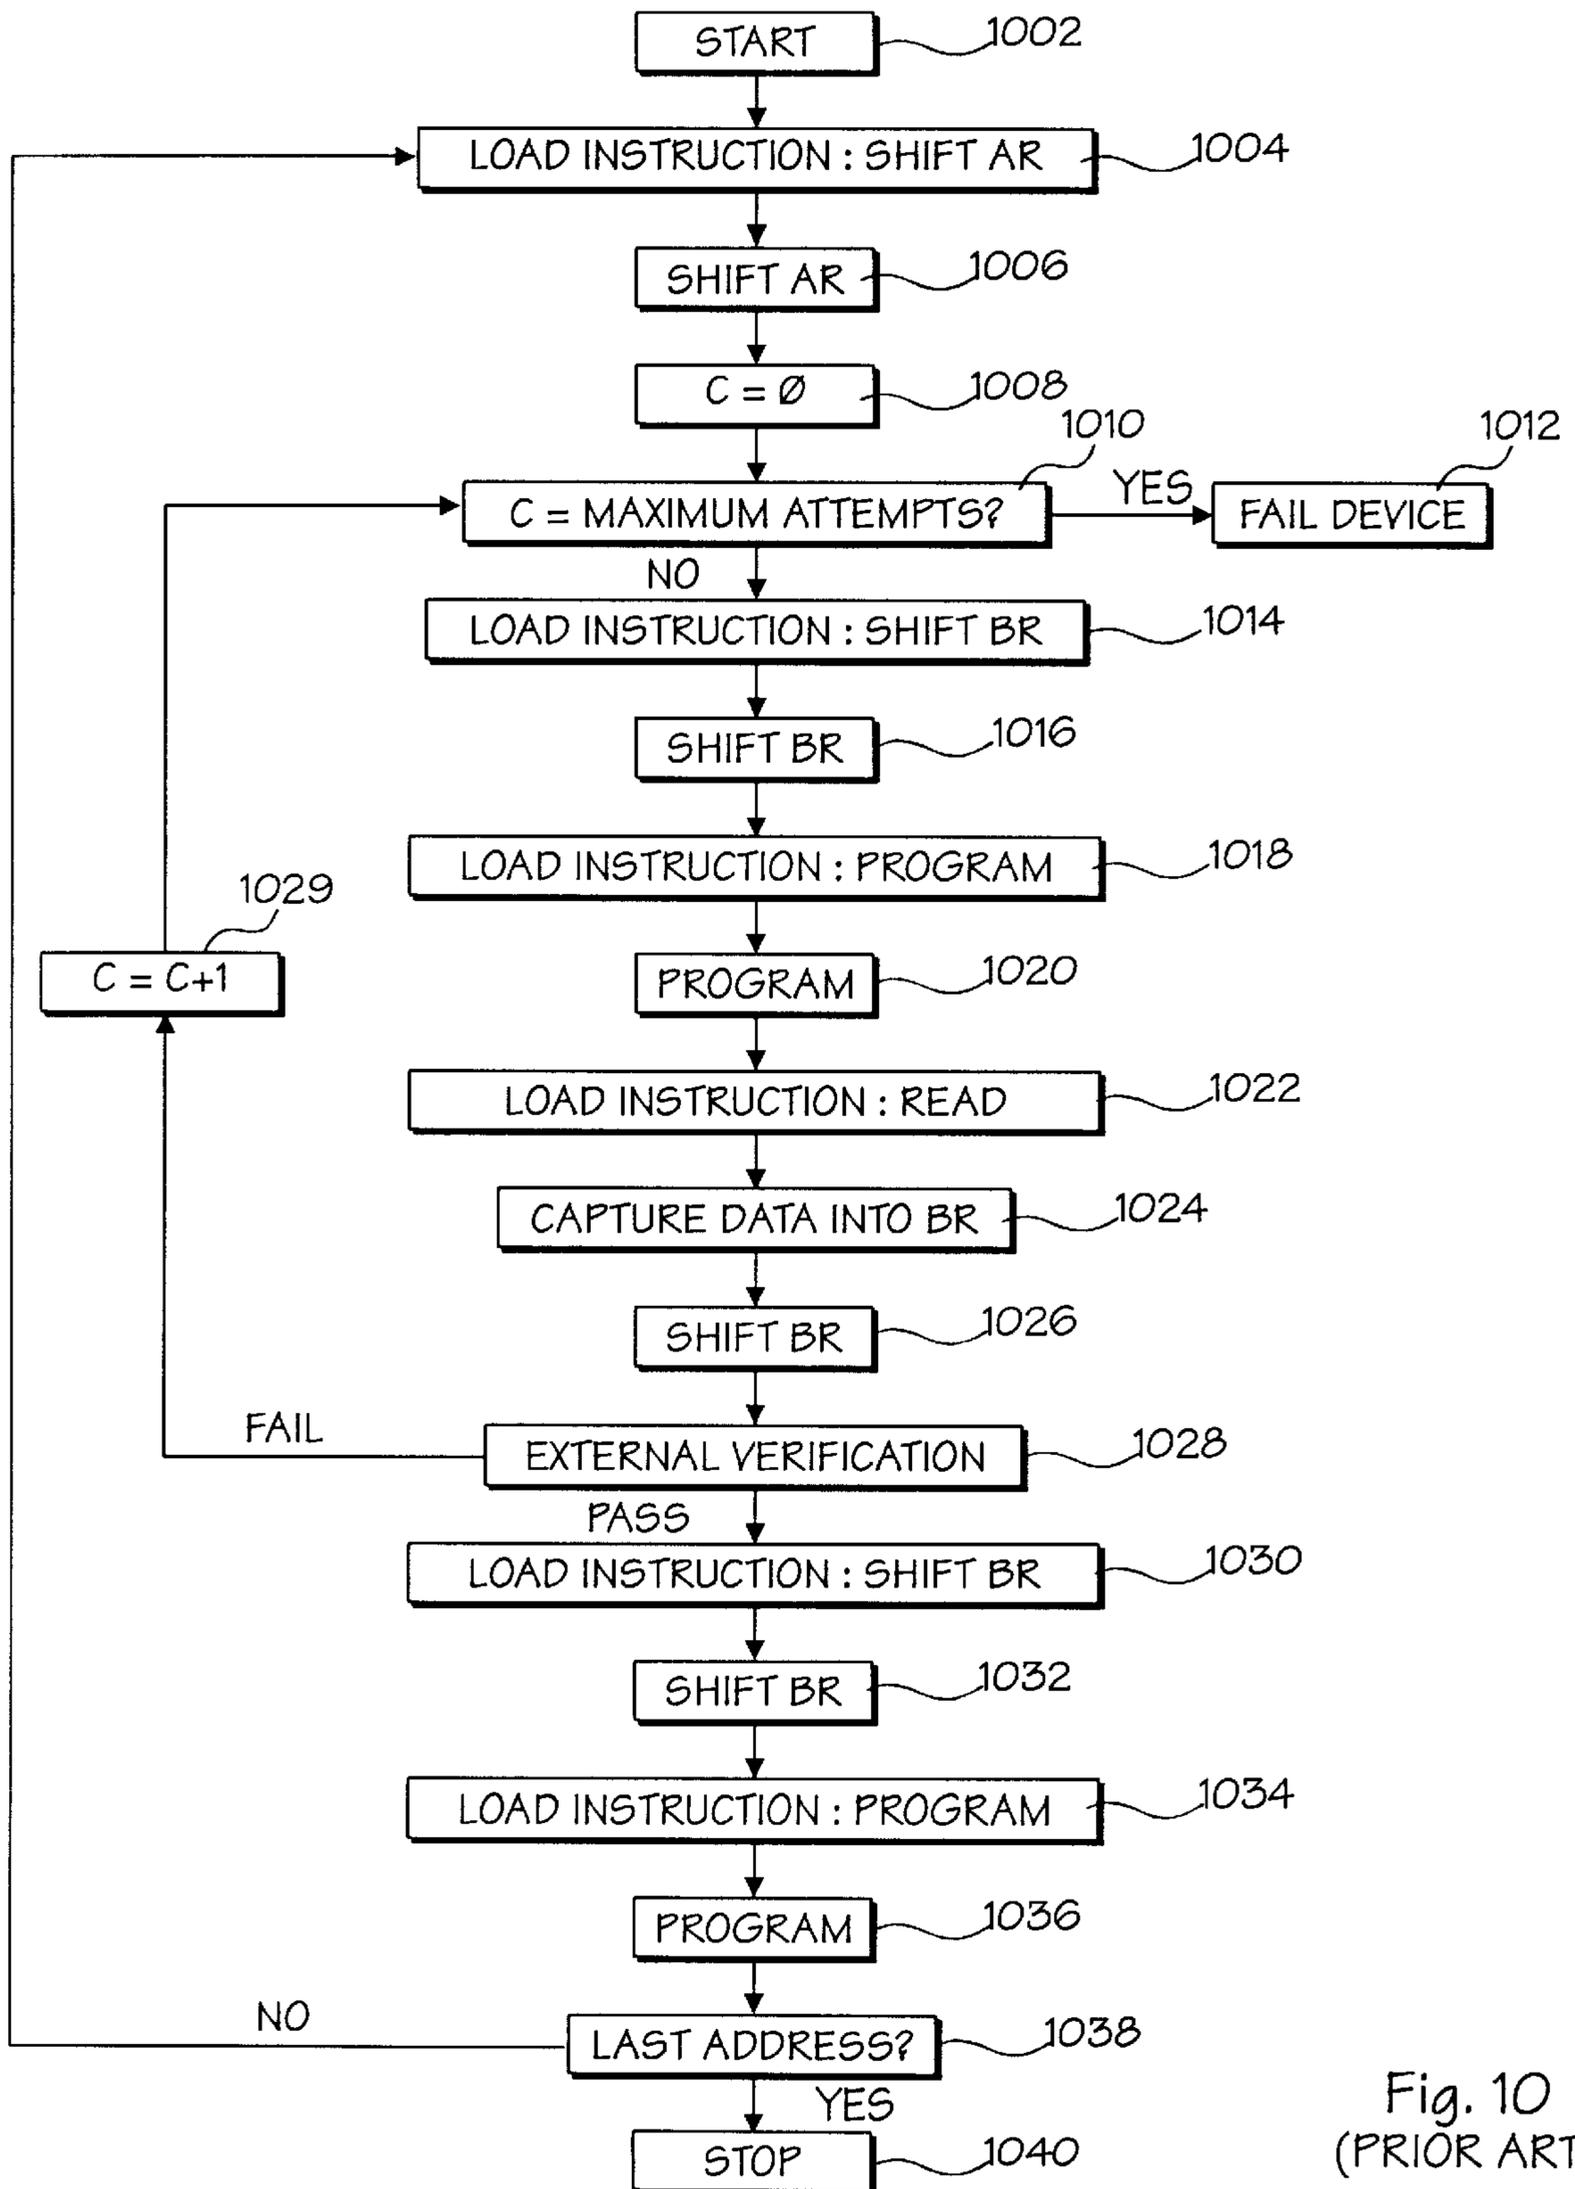 START
1002
LOAD INSTRUCTION : SHIFT AR
1004
SHIFT AR
1006
C = Ø
1008
1010
1012
C = MAXIMUM ATTEMPTS?
YES
FAIL DEVICE
NO
LOAD INSTRUCTION : SHIFT BR
1014
SHIFT BR
1016
LOAD INSTRUCTION : PROGRAM
1018
1029
C = C+1
PROGRAM
1020
LOAD INSTRUCTION : READ
1022
CAPTURE DATA INTO BR
1024
SHIFT BR
1026
FAIL
EXTERNAL VERIFICATION
1028
PASS
LOAD INSTRUCTION : SHIFT BR
1030
SHIFT BR
1032
LOAD INSTRUCTION : PROGRAM
1034
PROGRAM
1036
NO
LAST ADDRESS?
1038
YES
STOP
1040
Fig. 10
(PRIOR ART